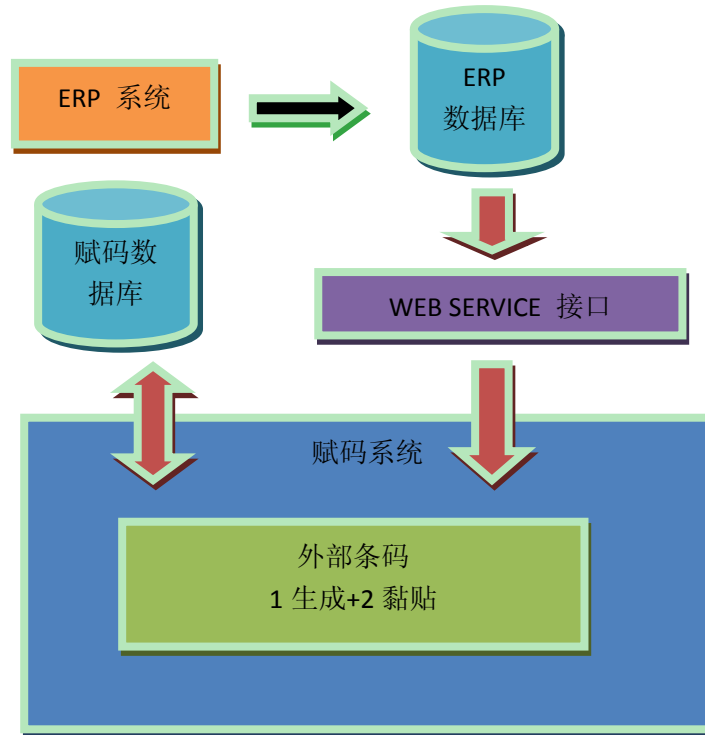 ERP 系统
ERP
数据库
赋码数
据库
WEB SERVICE 接口
赋码系统
外部条码
1 生成+2 黏贴